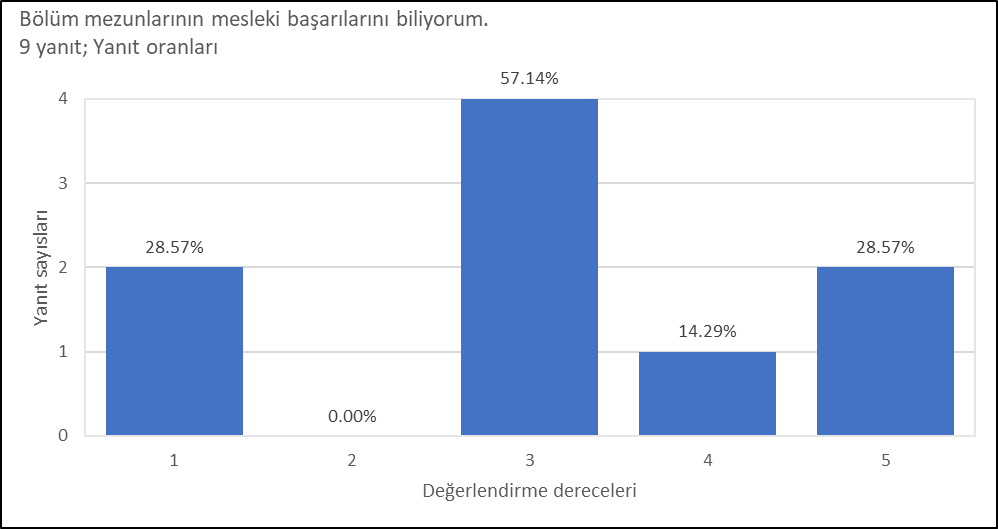 Bölüm mezunlarının mesleki başarılarını biliyorum.
9 yanıt; Yanıt oranları
57.14%
4
3
28.57%
28.57%
2
14.29%
1
0.00%
0
1 2 3 4 5
Yanıt sayısları
Değerlendirme dereceleri